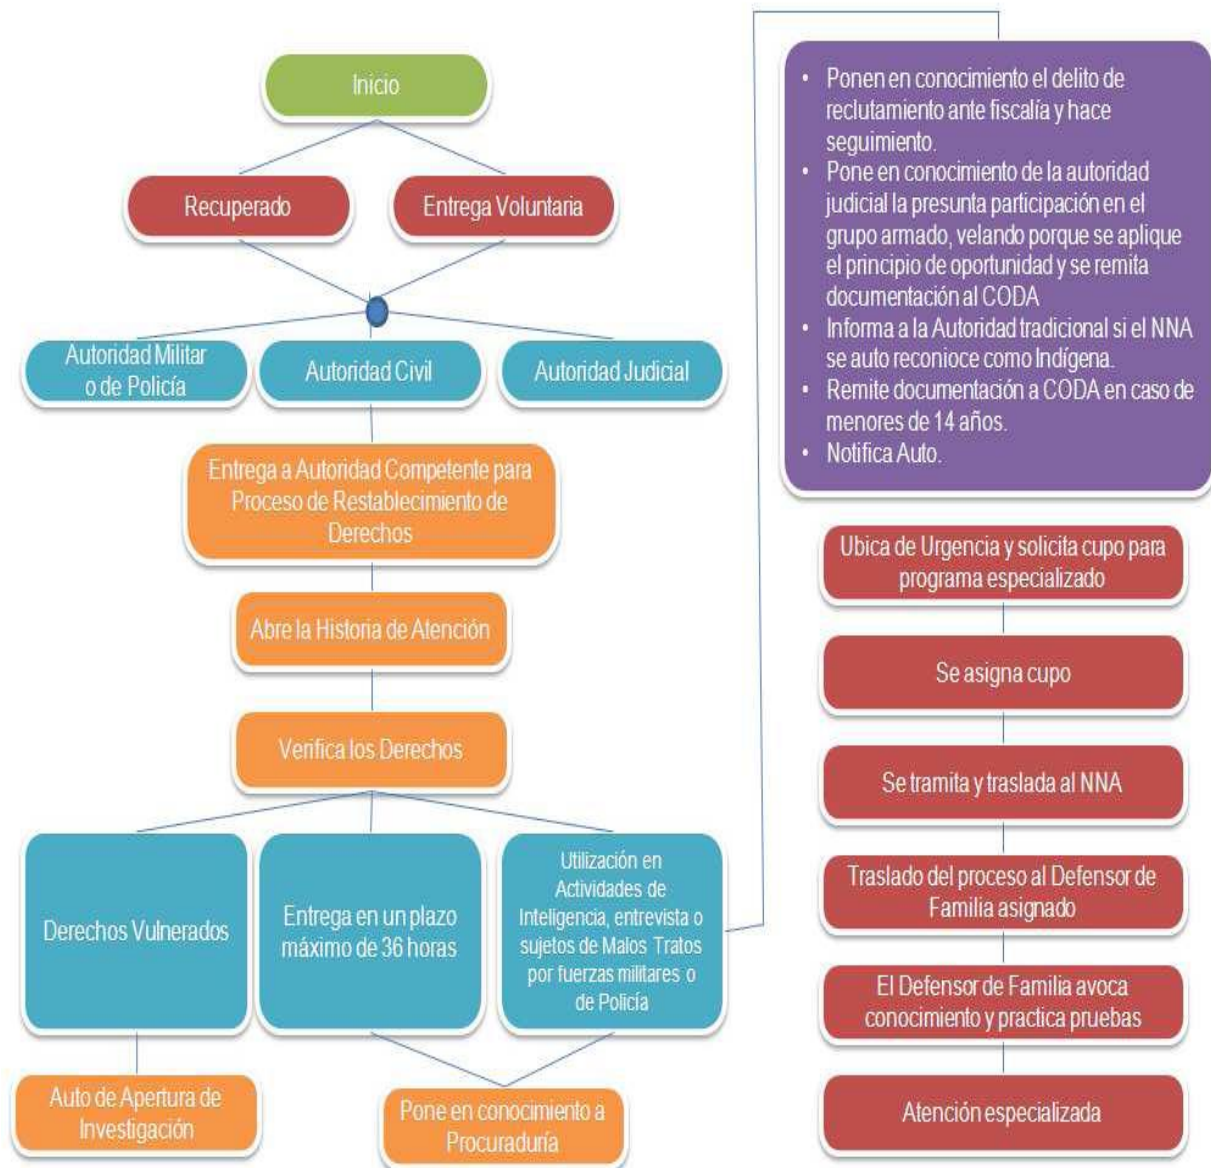 Inicio
Recuperado
Entrega Voluntaria
Autoridad Militar
o de Policía
Autoridad Civil
Autoridad Judicial
Entrega a Autoridad Competente para
Proceso de Restablecimiento de
Derechos
Abre la Historia de Atención
Verifica los Derechos
Derechos Vulnerados
Entrega en un plazo
máximo de 36 horas
Utilización en
Actividades de
Inteligencia, entrevista o
sujetos de Malos Tratos
por fuerzas militares o
de Policía
Auto de Apertura de
Investigación
Pone en conocimiento a
Procuraduría
• Ponen en conocimiento el delito de
reclutamiento ante fiscalía y hace
seguimiento.
• Pone en conocimiento de la autoridad
judicial la presunta participación en el
grupo armado, velando porque se aplique
el principio de oportunidad y se remita
documentación al CODA
• Informa a la Autoridad tradicional si el NNA
se auto reconioce como Indígena.
• Remite documentación a CODA en caso de
menores de 14 años.
• Notifica Auto.
Ubica de Urgencia y solicita cupo para
programa especializado
Se asigna cupo
Se tramita y traslada al NNA
Traslado del proceso al Defensor de
Familia asignado
El Defensor de Familia avoca
conocimiento y practica pruebas
Atención especializada